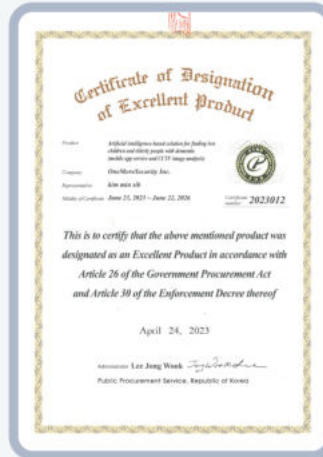 Certificate of Designation
of Excellent Product
Product
Artificial intelligence-based solution for finding lost
children and elderly people with dementia
(mobile app service and CCTV image analysis)
Company
OneMoreSecurity Inc.
Representative
kim min sik
Validity of Certificate
June 23, 2023 ~ June 22, 2026
Certificate
number
2023012
This is to certify that the above mentioned product was
designated as an Excellent Product in accordance with
Article 26 of the Government Procurement Act
and Article 30 of the Enforcement Decree thereof
April 24, 2023
Administrator Lee Jong Wook
Public Procurement Service, Republic of Korea